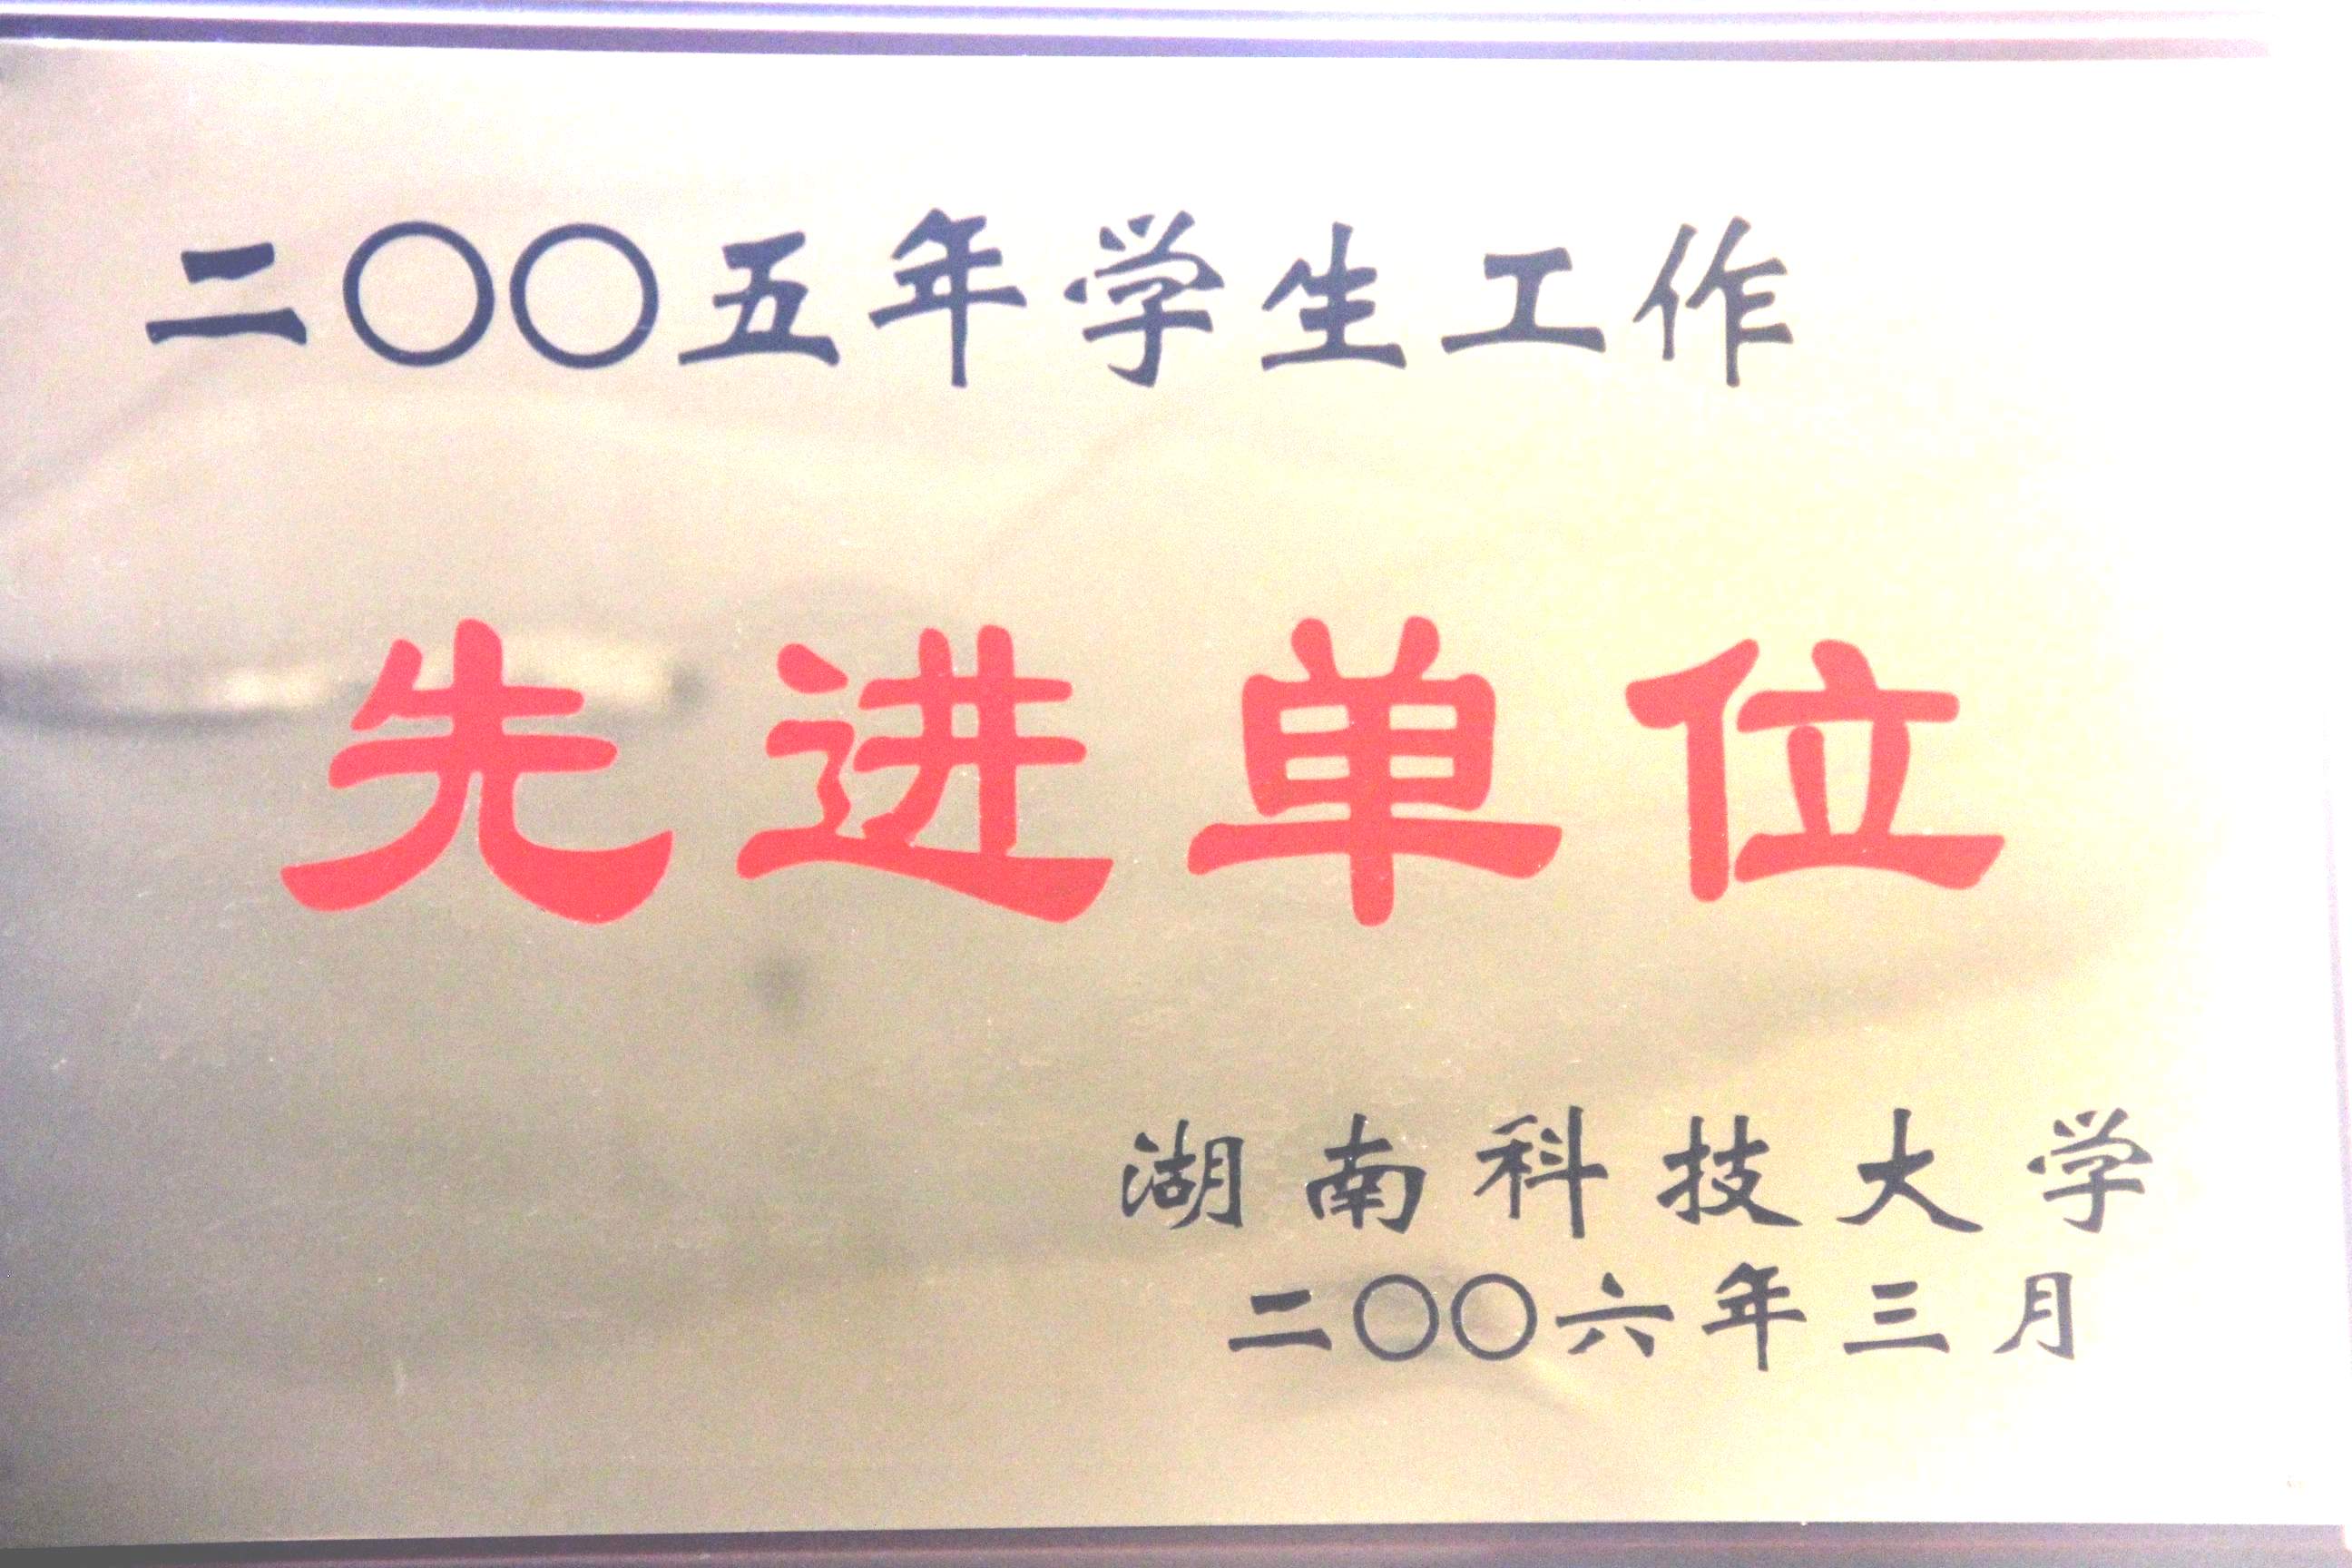 二〇〇五年学生工作
先进单位
湖南科技大学
二〇〇六年三月